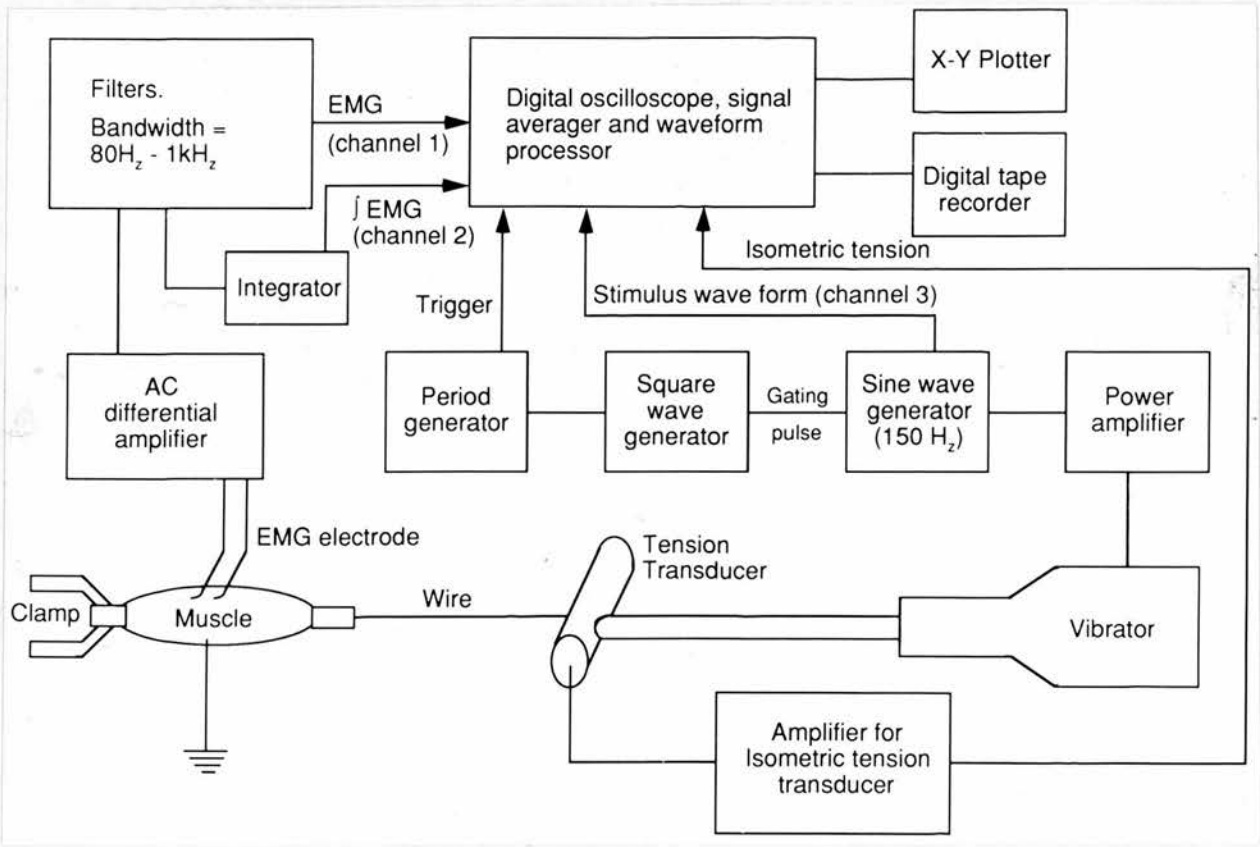 Filters.
Bandwidth =
80Hz - 1kHz
EMG
(channel 1)
∫ EMG
(channel 2)
Integrator
Digital oscilloscope, signal
averager and waveform
processor
X-Y Plotter
Digital tape
recorder
Isometric tension
Stimulus wave form (channel 3)
Trigger
AC
differential
amplifier
Period
generator
Square
wave
generator
Gating
pulse
Sine wave
generator
(150 Hz)
Power
amplifier
EMG electrode
Clamp
Muscle
Wire
Tension
Transducer
Vibrator
Amplifier for
Isometric tension
transducer